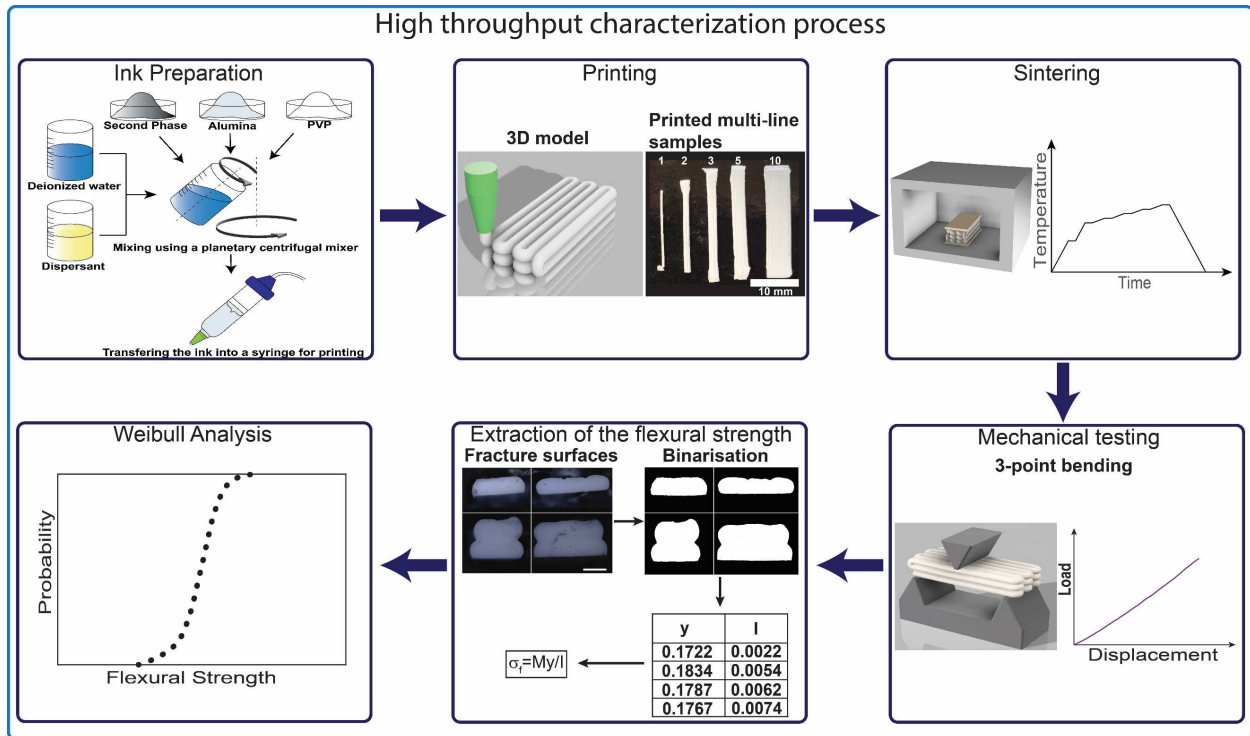 High throughput characterization process
Ink Preparation
Second Phase
Alumina
PVP
Deionized water
Dispersant
Mixing using a planetary centrifugal mixer
Transfering the ink into a syringe for printing
Printing
3D model
Printed multi-line
samples
1 2 3 5 10
10 mm
Sintering
Temperature
Time
Mechanical testing
3-point bending
Load
Displacement
Extraction of the flexural strength
Fracture surfaces
Binarisation
y I
0.1722 0.0022
0.1834 0.0054
0.1787 0.0062
0.1767 0.0074
σf=My/I
Weibull Analysis
Probability
Flexural Strength